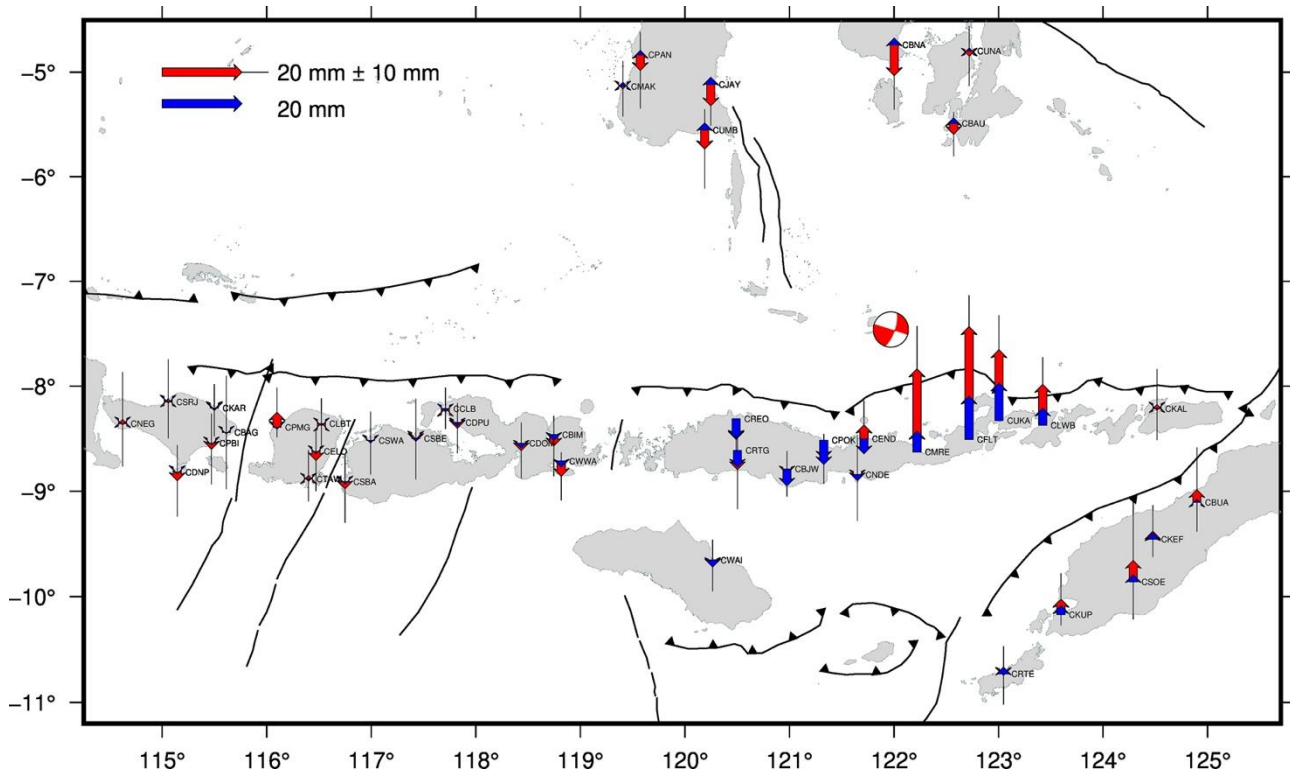 CPAN
CBNA
CUNA
–5°
20 mm ± 10 mm
CMAK
CJAY
20 mm
CUMB
CBAU
–6°
–7°
–8°
CSRJ
CKAR
CCLB
CKAL
CNEG
CPMG
CLBT
CDPU
CREO
CUKA
CLWB
CBAG
CSWA
CSBE
CBIM
CPOK
CEND
CFLT
CPBI
CELO
CDOM
CRTG
CMRE
CWWA
CDNP
CSBA
CBJW
CNDE
–9°
CBUA
CKEF
CWAI
CSOE
–10°
CKUP
CRTE
–11°
115° 116° 117° 118° 119° 120° 121° 122° 123° 124° 125°